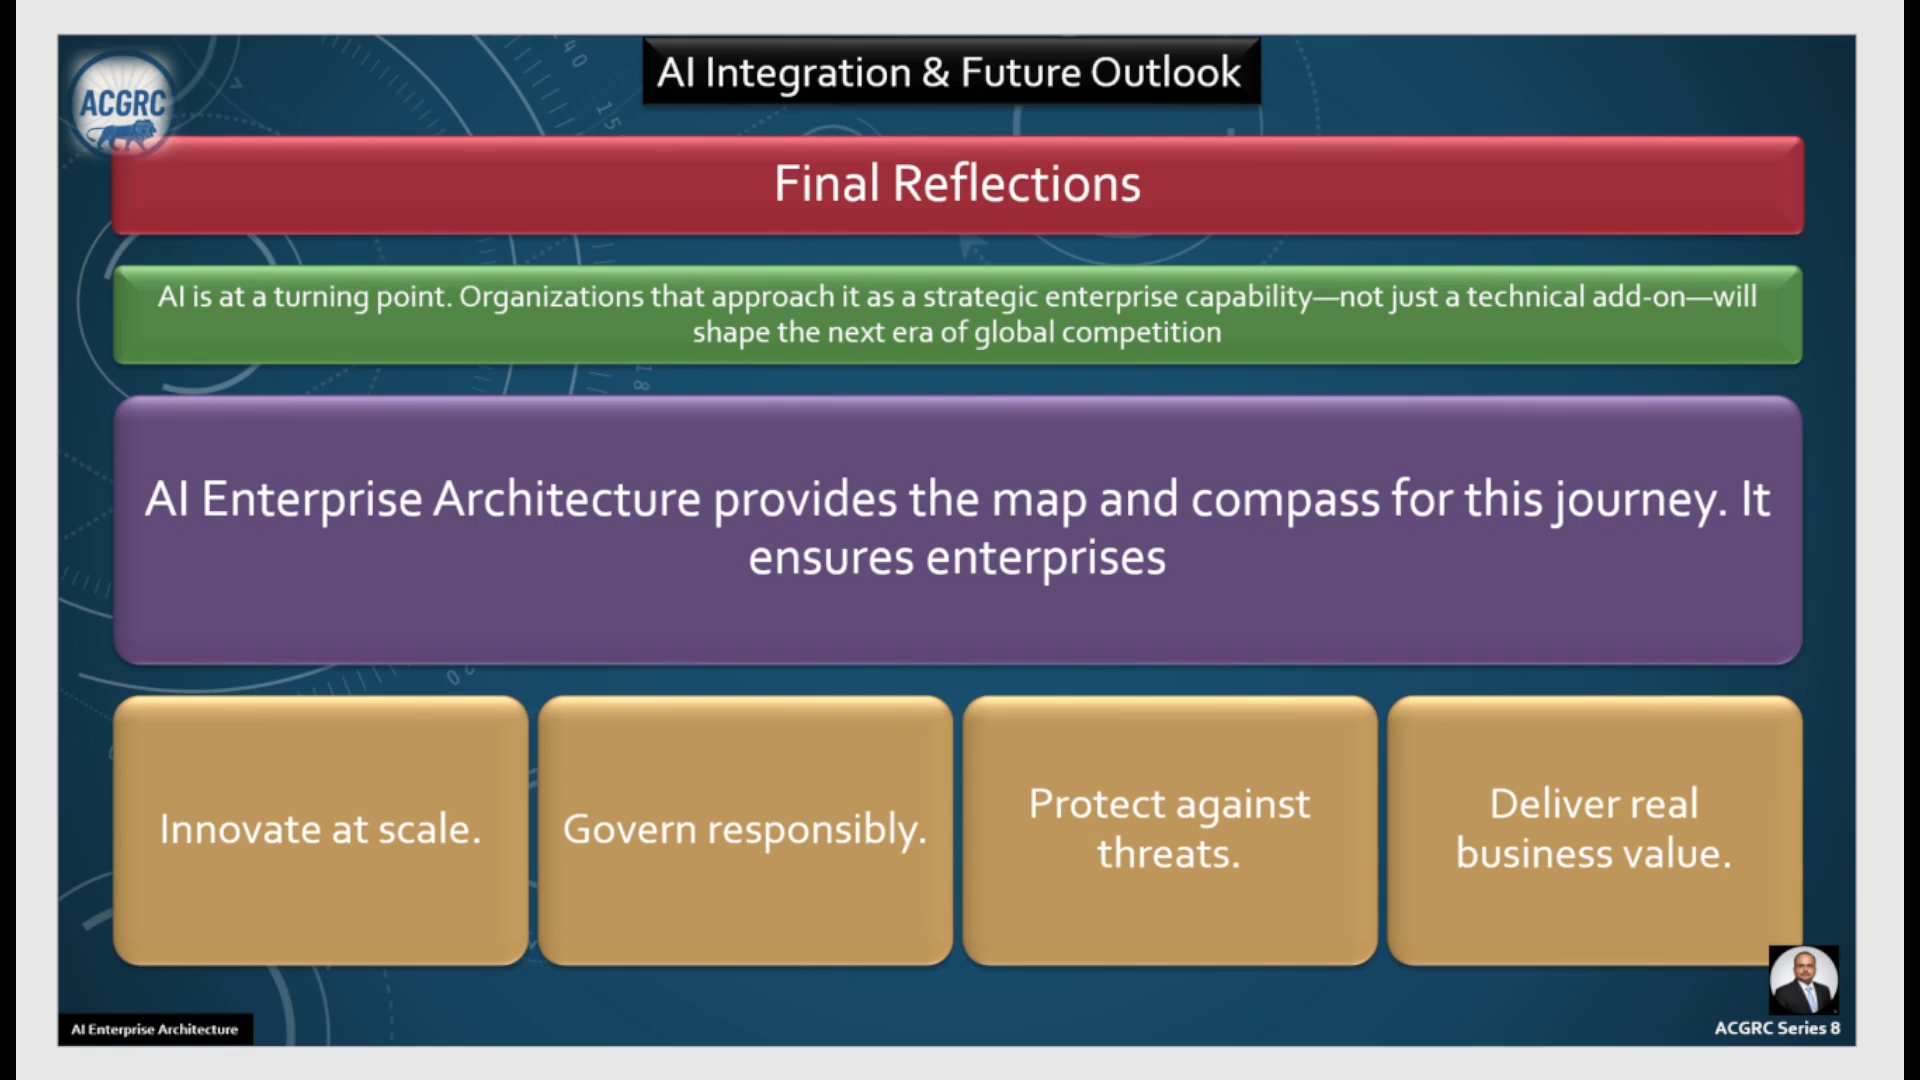 ACGRC
AI Integration & Future Outlook
Final Reflections
AI is at a turning point. Organizations that approach it as a strategic enterprise capability—not just a technical add-on—will
shape the next era of global competition
AI Enterprise Architecture provides the map and compass for this journey. It
ensures enterprises
Innovate at scale.
Govern responsibly.
Protect against
threats.
Deliver real
business value.
AI Enterprise Architecture
ACGRC Series 8